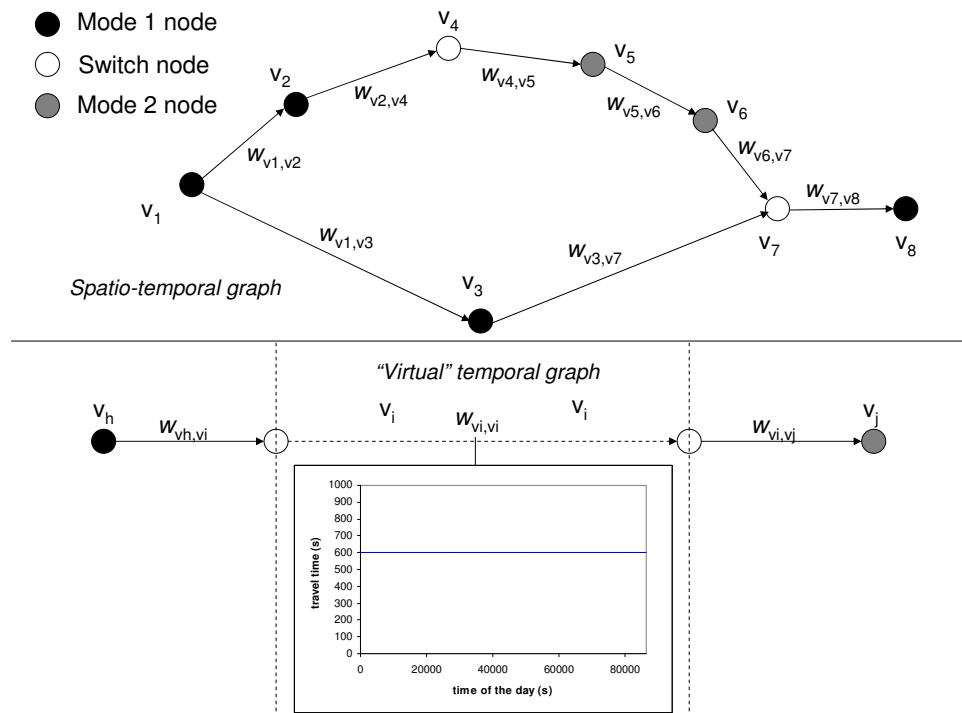 Mode 1 node
Switch node
Mode 2 node
v4
v5
v2
wv4,v5
wv2,v4
wv5,v6
v6
wv1,v2
wv6,v7
v1
wv7,v8
wv1,v3
wv3,v7
v7
v8
v3
Spatio-temporal graph
“Virtual” temporal graph
vh
wvh,vi
vi
wvi,vi
vi
wvi,vj
vj
1000
900
800
700
600
500
400
300
200
100
0
travel time (s)
0 20000 40000 60000 80000
time of the day (s)